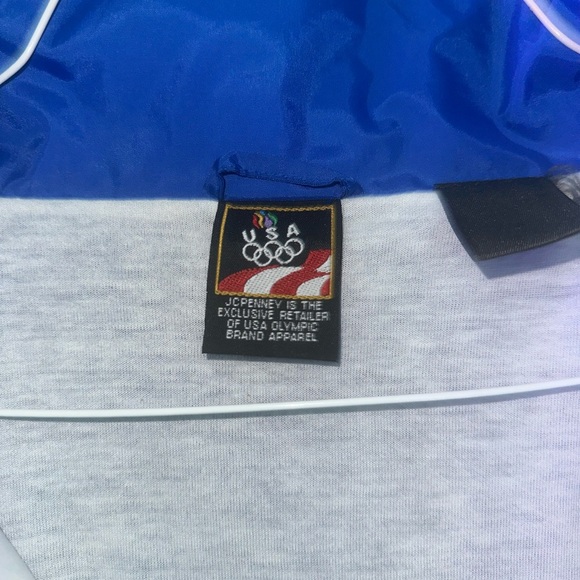 USA
JCPENNEY IS THE
EXCLUSIVE RETAILER
OF USA OLYMPIC
BRAND APPAREL